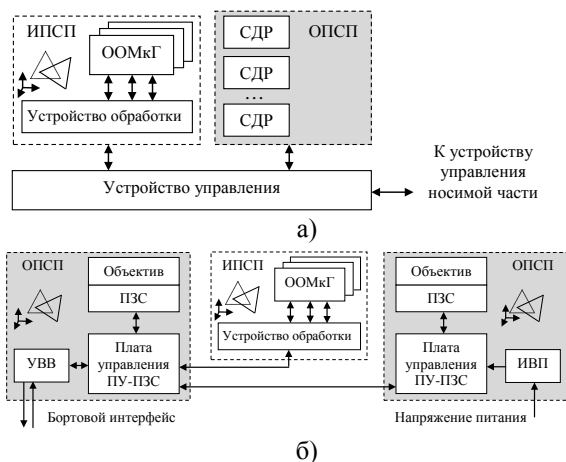 ИПСП
ООМкГ
Устройство обработки
СДР
СДР
...
СДР
ОПСП
Устройство управления
К устройству
управления
носимой части
а)
ОПСП
Объектив
ПЗС
УВВ
Плата
управления
ПУ-ПЗС
Бортовой интерфейс
ИПСП
ООМкГ
Устройство обработки
Объектив
ПЗС
ОПСП
Плата
управления
ПУ-ПЗС
ИВП
Напряжение питания
б)